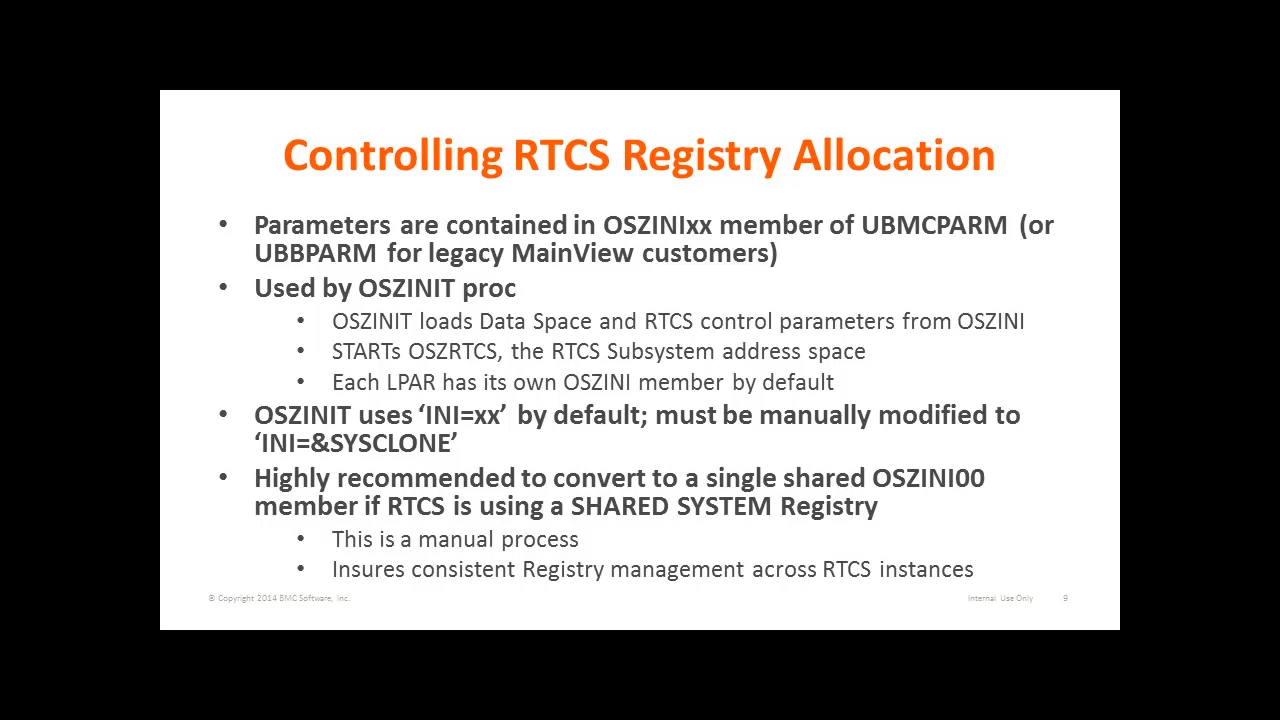 Controlling RTCS Registry Allocation
• Parameters are contained in OSZINIxx member of UBMCPARM (or
UBBPARM for legacy MainView customers)
• Used by OSZINIT proc
• OSZINIT loads Data Space and RTCS control parameters from OSZINI
• STARTs OSZRTCS, the RTCS Subsystem address space
• Each LPAR has its own OSZINI member by default
• OSZINIT uses ‘INI=xx’ by default; must be manually modified to
‘INI=&SYSCLONE’
• Highly recommended to convert to a single shared OSZINI00
member if RTCS is using a SHARED SYSTEM Registry
• This is a manual process
• Insures consistent Registry management across RTCS instances
© Copyright 2014 BMC Software, Inc. Internal Use Only 9